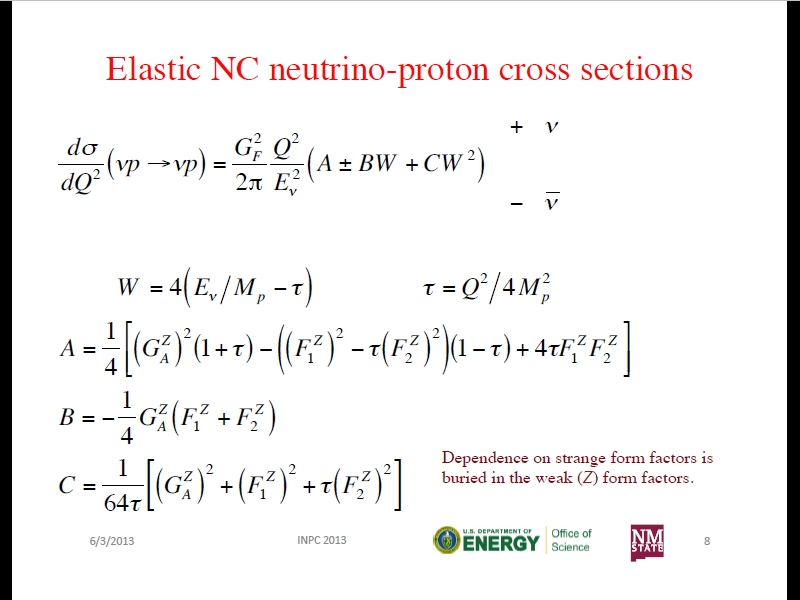 Elastic NC neutrino-proton cross sections
+ ν
dσ/dQ² (νp → νp) = G_F²/2π Q²/E_ν² (A ± BW + CW²)
− ν̅
W = 4(E_ν/M_p − τ) τ = Q²/4M_p²
A = 1/4 [(G_A^Z)²(1+τ) − ((F_1^Z)² − τ(F_2^Z)²)(1−τ) + 4τF_1^Z F_2^Z]
B = −1/4 G_A^Z (F_1^Z + F_2^Z)
C = 1/64τ [(G_A^Z)² + (F_1^Z)² + τ(F_2^Z)²]
Dependence on strange form factors is
buried in the weak (Z) form factors.
6/3/2013
INPC 2013
U.S. DEPARTMENT OF
ENERGY
Office of
Science
NM
STATE
8